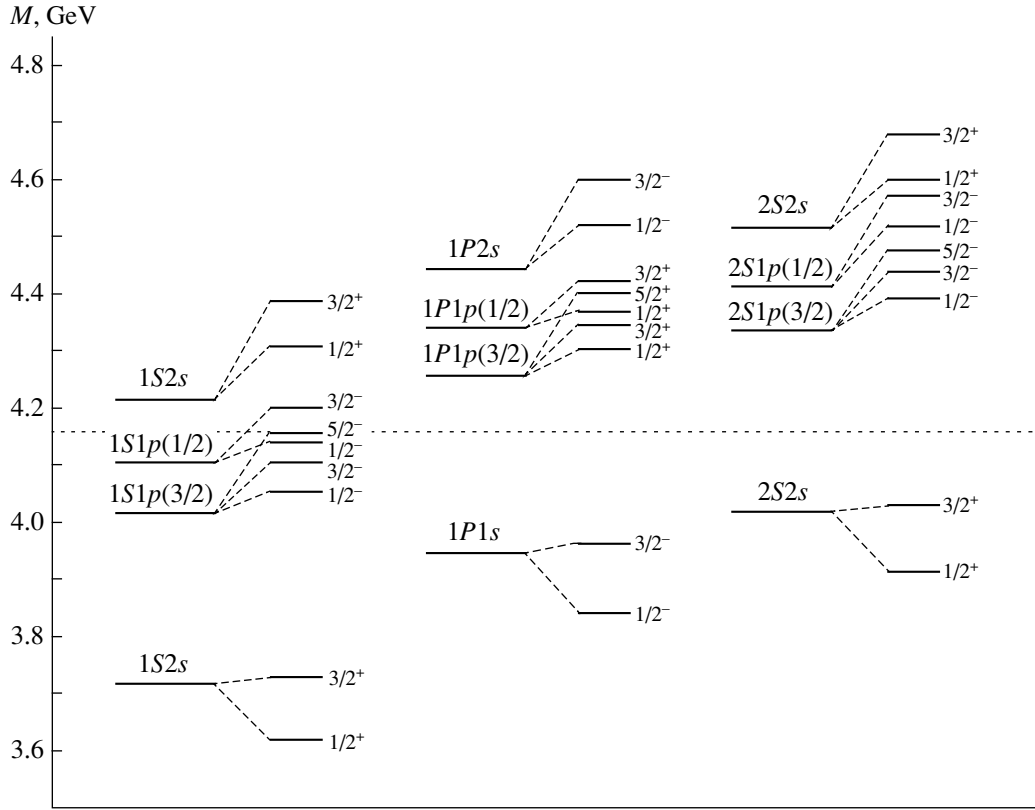 M, GeV
4.8
4.6
4.4
4.2
4.0
3.8
3.6
1S2s
3/2⁺
1/2⁺
1S1p(1/2)
3/2⁻
5/2⁻
1/2⁻
1S1p(3/2)
3/2⁻
1/2⁻
1S2s
3/2⁺
1/2⁺
1P2s
3/2⁻
1/2⁻
1P1p(1/2)
3/2⁺
5/2⁺
1/2⁺
1P1p(3/2)
3/2⁺
1/2⁺
1P1s
3/2⁻
1/2⁻
2S2s
3/2⁺
1/2⁺
3/2⁻
2S1p(1/2)
1/2⁻
5/2⁻
2S1p(3/2)
3/2⁻
1/2⁻
2S2s
3/2⁺
1/2⁺